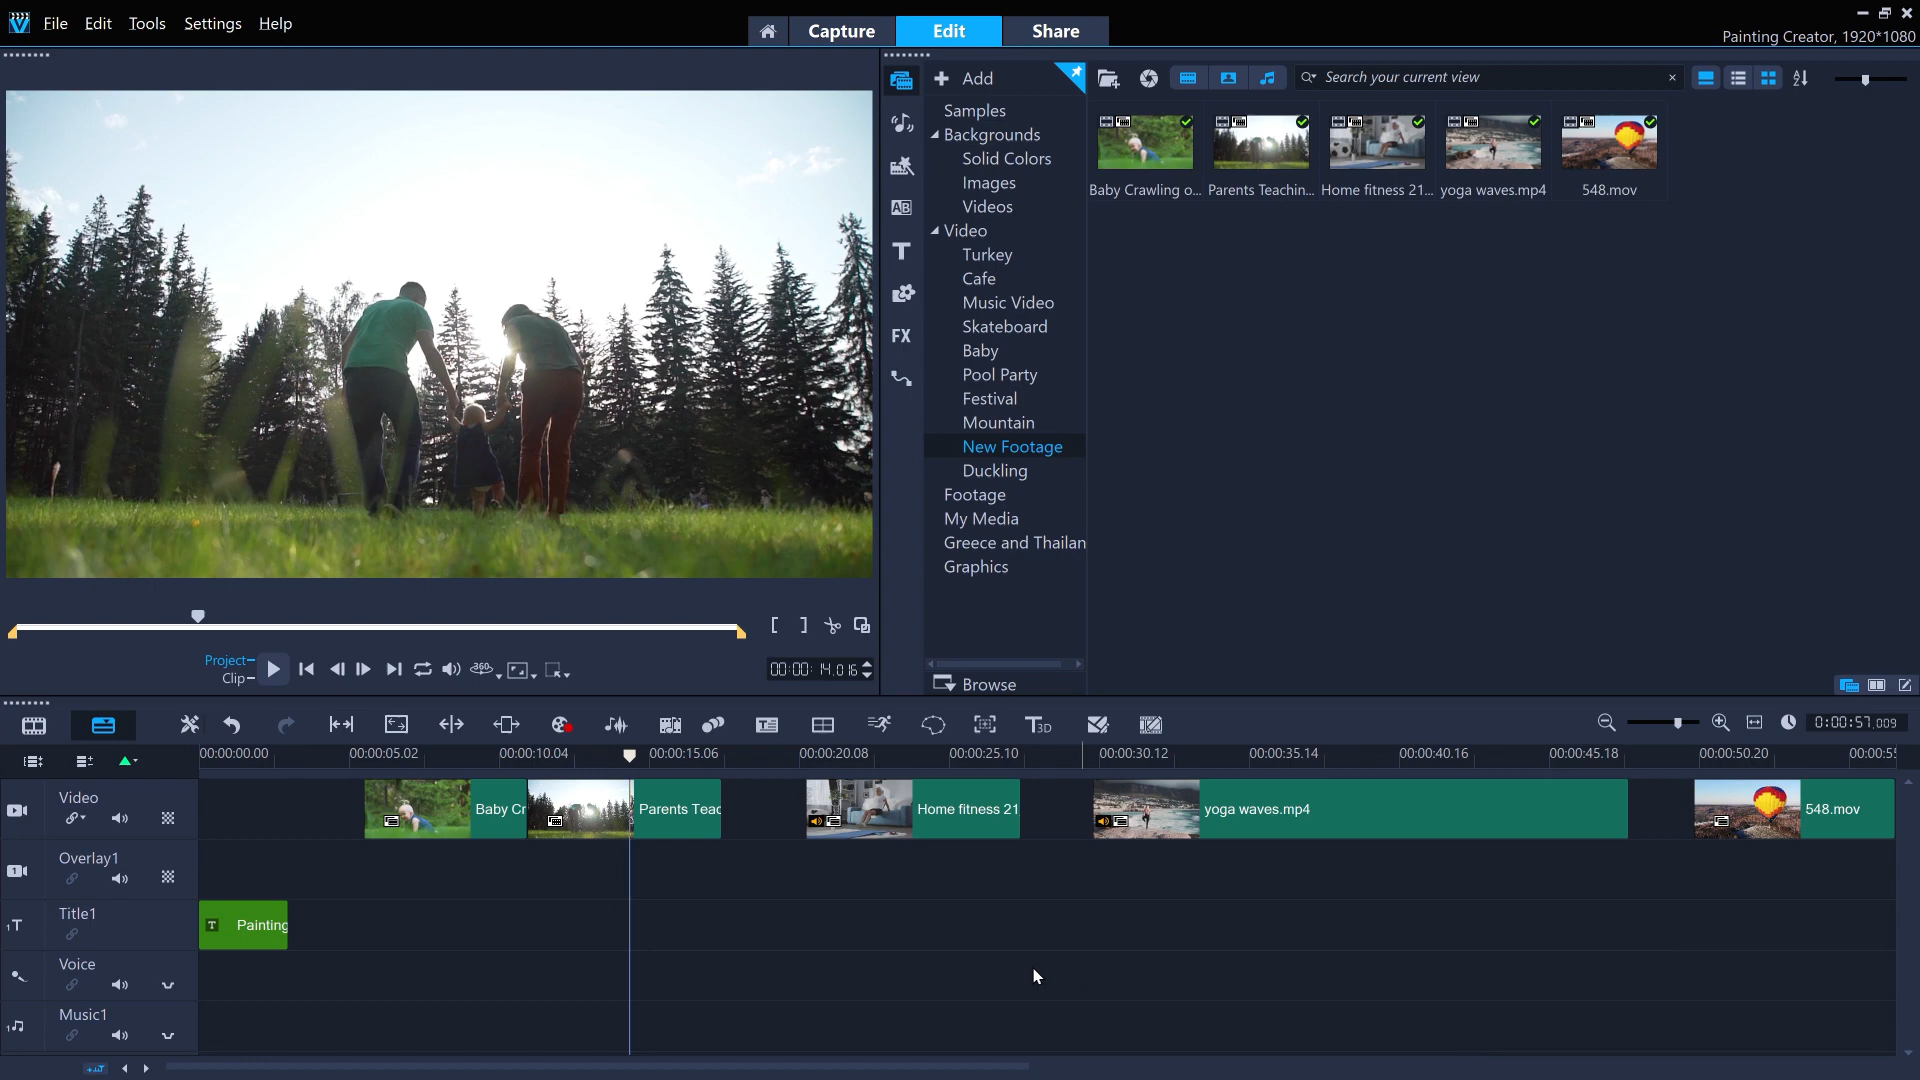 File Edit Tools Settings Help
Capture Edit Share
Painting Creator, 1920*1080
Add
Search your current view
Samples
Backgrounds
Solid Colors
Images
Videos
Video
Turkey
Cafe
Music Video
Skateboard
Baby
Pool Party
Festival
Mountain
New Footage
Duckling
Footage
My Media
Greece and Thailan
Graphics
Browse
AB
T
FX
Baby Crawling o... Parents Teachin... Home fitness 21... yoga waves.mp4 548.mov
Project
Clip
360
00:00:14.016
T3D
0:00:57.009
00:00:00.00 00:00:05.02 00:00:10.04 00:00:15.06 00:00:20.08 00:00:25.10 00:00:30.12 00:00:35.14 00:00:40.16 00:00:45.18 00:00:50.20 00:00:55
Video
Baby Cr Parents Teac Home fitness 21 yoga waves.mp4 548.mov
Overlay1
Title1
T Painting
Voice
Music1